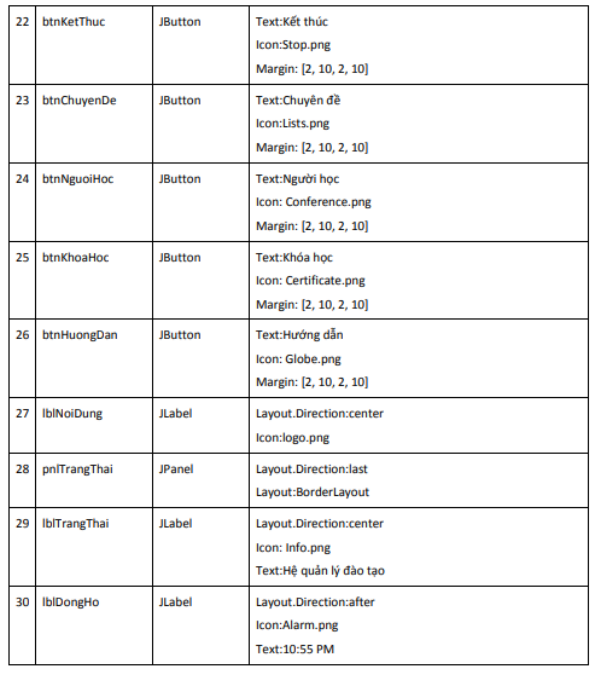 22 btnKetThuc JButton Text:Kết thúc
Icon:Stop.png
Margin: [2, 10, 2, 10]
23 btnChuyenDe JButton Text:Chuyên đề
Icon:Lists.png
Margin: [2, 10, 2, 10]
24 btnNguoiHoc JButton Text:Người học
Icon: Conference.png
Margin: [2, 10, 2, 10]
25 btnKhoaHoc JButton Text:Khóa học
Icon: Certificate.png
Margin: [2, 10, 2, 10]
26 btnHuongDan JButton Text:Hướng dẫn
Icon: Globe.png
Margin: [2, 10, 2, 10]
27 lblNoiDung JLabel Layout.Direction:center
Icon:logo.png
28 pnlTrangThai JPanel Layout.Direction:last
Layout:BorderLayout
29 lblTrangThai JLabel Layout.Direction:center
Icon: Info.png
Text:Hệ quản lý đào tạo
30 lblDongHo JLabel Layout.Direction:after
Icon:Alarm.png
Text:10:55 PM